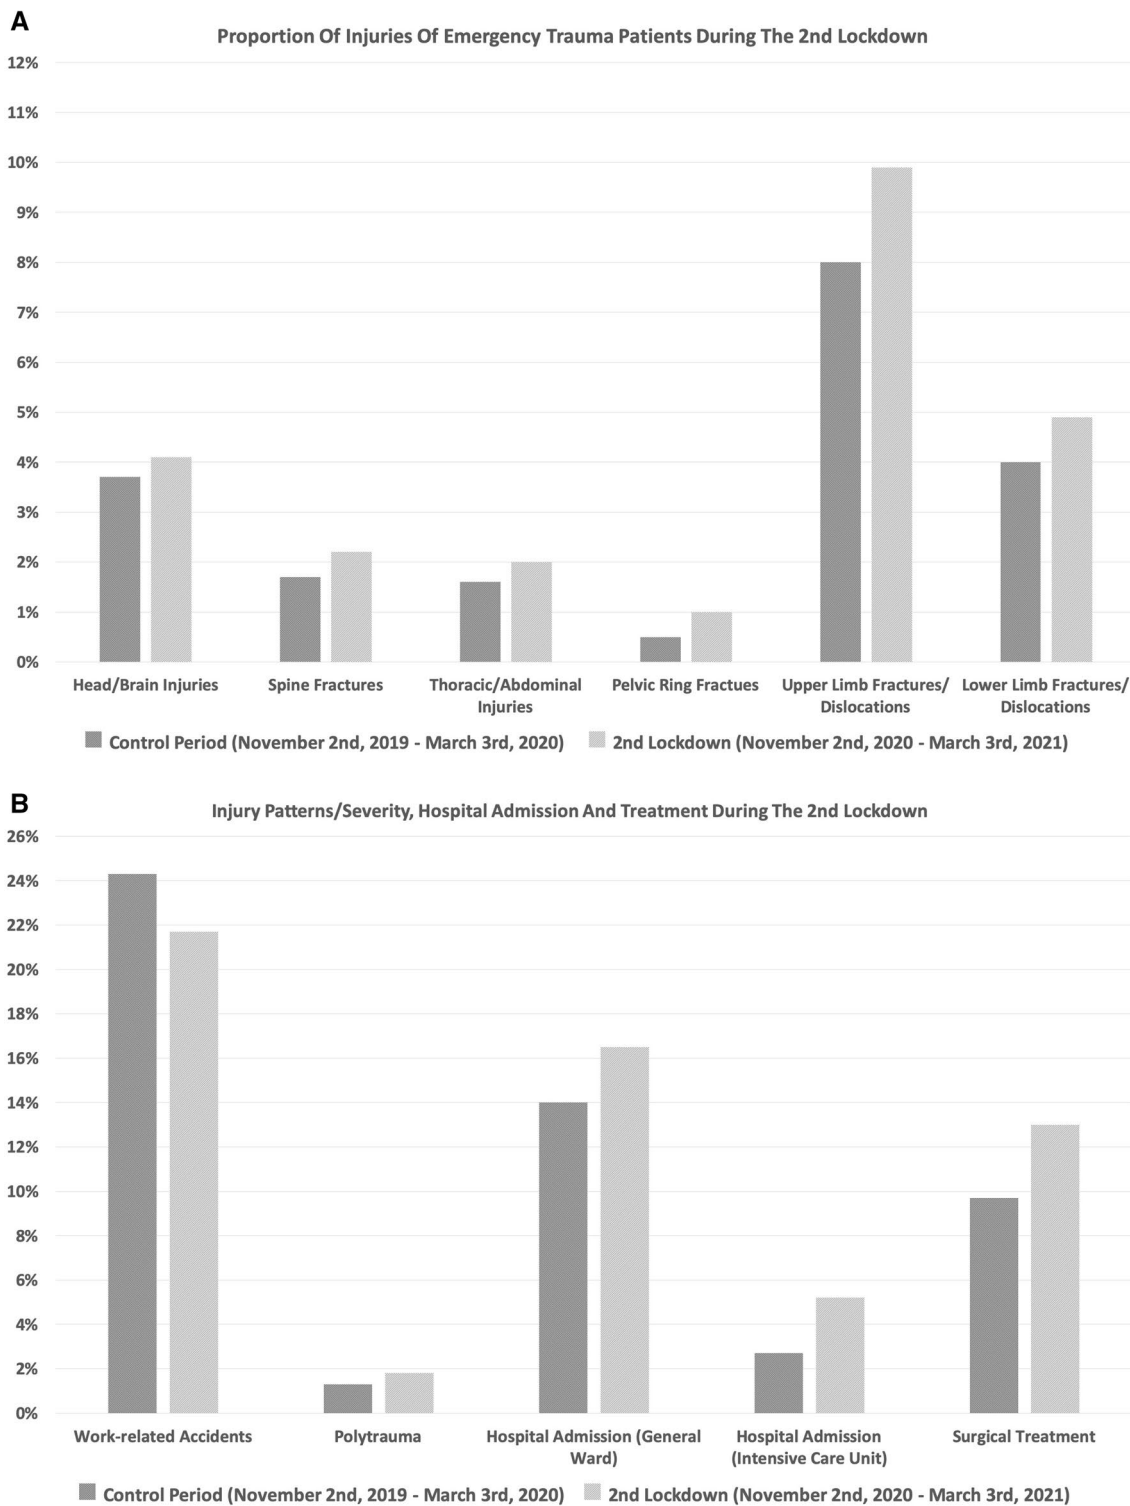 A
Proportion Of Injuries Of Emergency Trauma Patients During The 2nd Lockdown
12%
11%
10%
9%
8%
7%
6%
5%
4%
3%
2%
1%
0%
Head/Brain Injuries
Spine Fractures
Thoracic/Abdominal
Injuries
Pelvic Ring Fractues
Upper Limb Fractures/
Dislocations
Lower Limb Fractures/
Dislocations
Control Period (November 2nd, 2019 - March 3rd, 2020)
2nd Lockdown (November 2nd, 2020 - March 3rd, 2021)
B
Injury Patterns/Severity, Hospital Admission And Treatment During The 2nd Lockdown
26%
24%
22%
20%
18%
16%
14%
12%
10%
8%
6%
4%
2%
0%
Work-related Accidents
Polytrauma
Hospital Admission (General
Ward)
Hospital Admission
(Intensive Care Unit)
Surgical Treatment
Control Period (November 2nd, 2019 - March 3rd, 2020)
2nd Lockdown (November 2nd, 2020 - March 3rd, 2021)